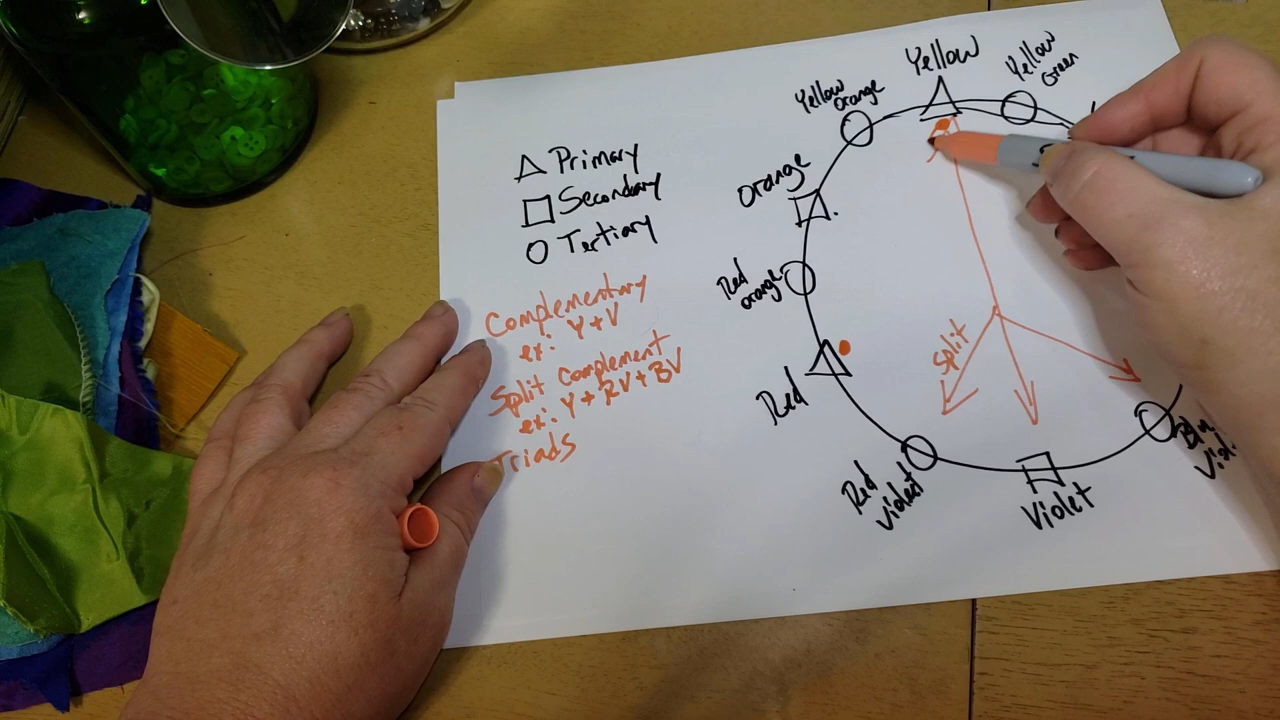 Primary
Secondary
Tertiary
Complementary
ex: Y+V
Split Complement
ex: Y+RV+BV
Triads
Yellow
Yellow
Green
Yellow
Orange
Orange
Red
Orange
Red
Red
Violet
Violet
Split